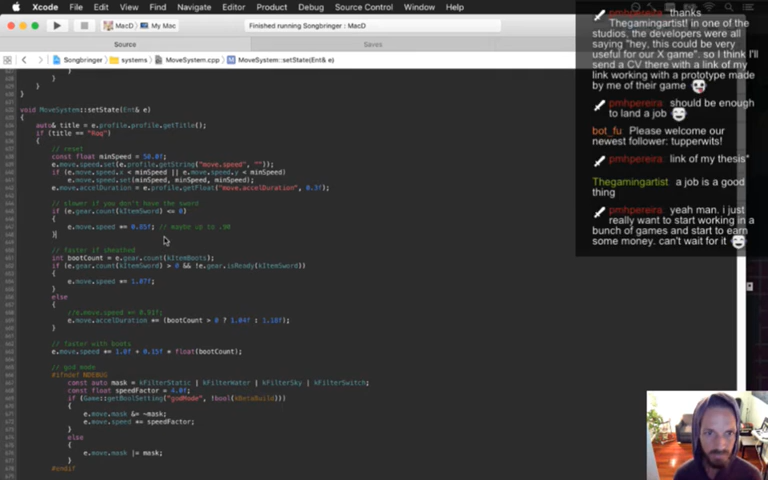 Xcode File Edit View Find Navigate Editor Product Debug Source Control Window Help
MacD My Mac
Finished running Songbringer : MacD
Source
Saves
Songbringer systems MoveSystem.cpp MoveSystem::setState(Ent& e)
}
}
}
void MoveSystem::setState(Ent& e)
{
auto& title = e.profile.profile.getTitle();
if (title == "Roq")
{
// reset
const float minSpeed = 50.0f;
e.move.speed.set(e.profile.getString("move.speed", ""));
if (e.move.speed.x < minSpeed || e.move.speed.y < minSpeed)
e.move.speed.set(minSpeed, minSpeed, minSpeed);
e.move.accelDuration = e.profile.getFloat("move.accelDuration", 0.3f);
// slower if you don't have the sword
if (e.gear.count(kItemSword) <= 0)
{
e.move.speed *= 0.85f; // maybe up to .90
}
// faster if sheathed
int bootCount = e.gear.count(kItemBoots);
if (e.gear.count(kItemSword) > 0 && !e.gear.isReady(kItemSword))
{
e.move.speed *= 1.07f;
}
else
{
//e.move.speed *= 0.91f;
e.move.accelDuration *= (bootCount > 0 ? 1.04f : 1.18f);
}
// faster with boots
e.move.speed *= 1.0f + 0.15f * float(bootCount);
// god mode
#ifndef NDEBUG
const auto mask = kFilterStatic | kFilterWater | kFilterSky | kFilterSwitch;
const float speedFactor = 4.0f;
if (Game::getBoolSetting("godMode", !bool(kBetaBuild)))
{
e.move.mask &= ~mask;
e.move.speed *= speedFactor;
}
else
{
e.move.mask |= mask;
}
#endif
pmhpereira: thanks
Thegamingartist! in one of the
studios, the developers were all
saying "hey, this could be very
useful for our X game". so I think I'll
send a CV there with a link of my
link working with a prototype made
by me of their game
pmhpereira: should be enough
to land a job
bot_fu: Please welcome our
newest follower: tupperwits!
pmhpereira: link of my thesis*
Thegamingartist: a job is a good
thing
pmhpereira: yeah man. i just
really want to start working in a
bunch of games and start to earn
some money. can't wait for it